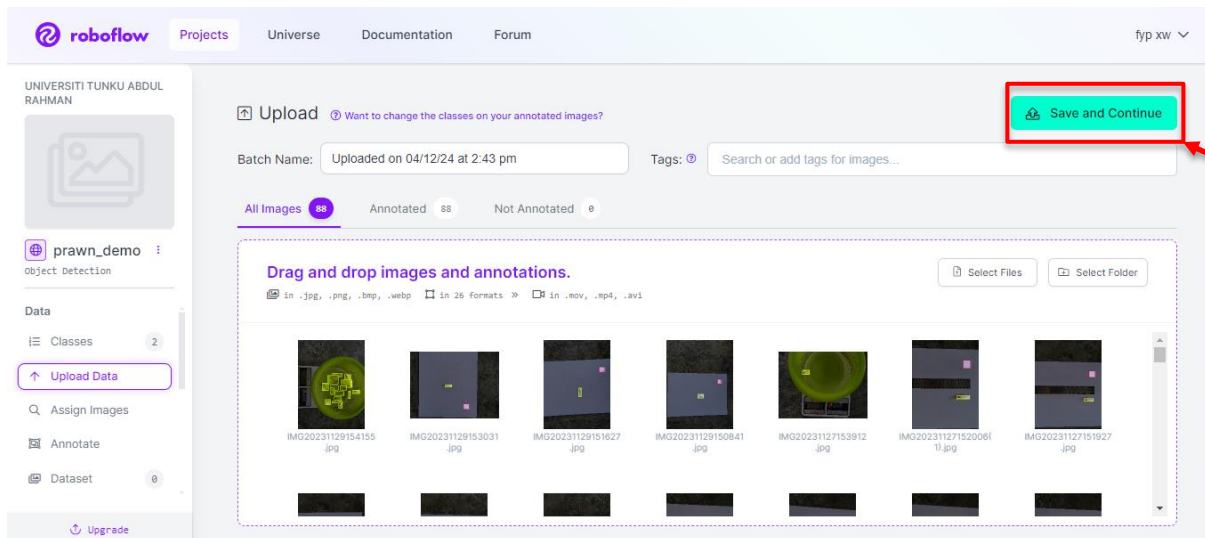 roboflow Projects Universe Documentation Forum fyp xw
UNIVERSITI TUNKU ABDUL
RAHMAN
Upload Want to change the classes on your annotated images? Save and Continue
Batch Name: Uploaded on 04/12/24 at 2:43 pm Tags: Search or add tags for images...
All Images 88 Annotated 88 Not Annotated 0
prawn_demo
Object Detection
Drag and drop images and annotations. Select Files Select Folder
in .jpg, .png, .bmp, .webp in 26 formats » in .mov, .mp4, .avi
Data
Classes 2
Upload Data
Assign Images
Annotate
Dataset 0
Upgrade
IMG20231129154155 IMG20231129153031 IMG20231129151627 IMG20231129150841 IMG20231127153912 IMG20231127152006( IMG20231127151927
.jpg .jpg .jpg .jpg .jpg 1).jpg .jpg